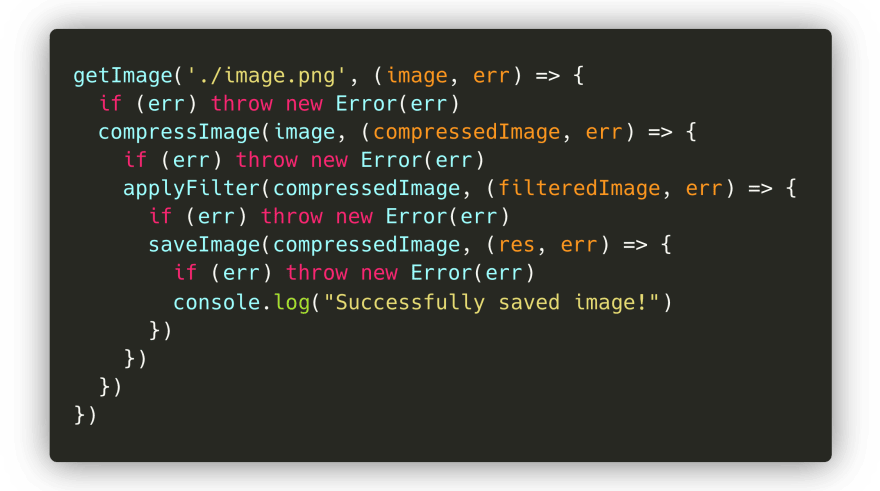 getImage('./image.png', (image, err) => {
  if (err) throw new Error(err)
  compressImage(image, (compressedImage, err) => {
    if (err) throw new Error(err)
    applyFilter(compressedImage, (filteredImage, err) => {
      if (err) throw new Error(err)
      saveImage(compressedImage, (res, err) => {
        if (err) throw new Error(err)
        console.log("Successfully saved image!")
      })
    })
  })
})